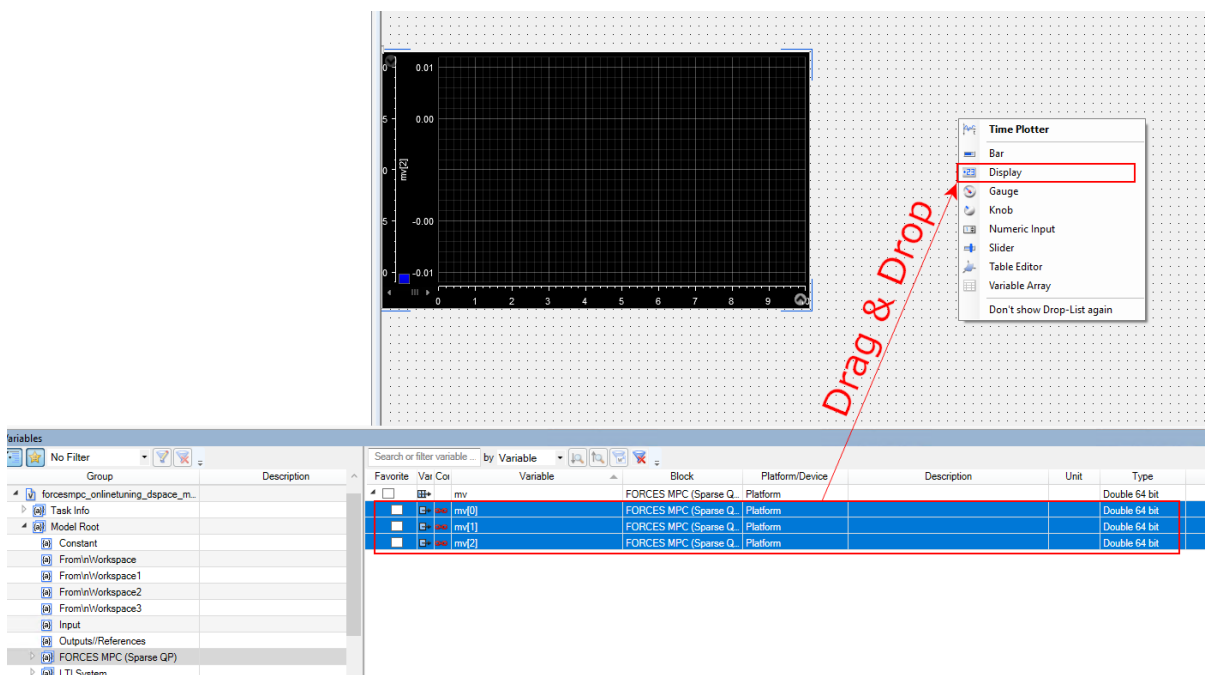 0.01
0.00
-0.00
-0.01
mv[2]
0 1 2 3 4 5 6 7 8 9
Time Plotter
Bar
Display
Gauge
Knob
Numeric Input
Slider
Table Editor
Variable Array
Don't show Drop-List again
Drag & Drop
Variables
No Filter
Group Description
forcesmpc_onlinetuning_dspace_m...
Task Info
Model Root
Constant
From\nWorkspace
From\nWorkspace1
From\nWorkspace2
From\nWorkspace3
Input
Outputs//References
FORCES MPC (Sparse QP)
LTI System
Search or filter variable ... by Variable
Favorite Var Cor Variable Block Platform/Device Description Unit Type
mv FORCES MPC (Sparse Q... Platform Double 64 bit
mv[0] FORCES MPC (Sparse Q... Platform Double 64 bit
mv[1] FORCES MPC (Sparse Q... Platform Double 64 bit
mv[2] FORCES MPC (Sparse Q... Platform Double 64 bit